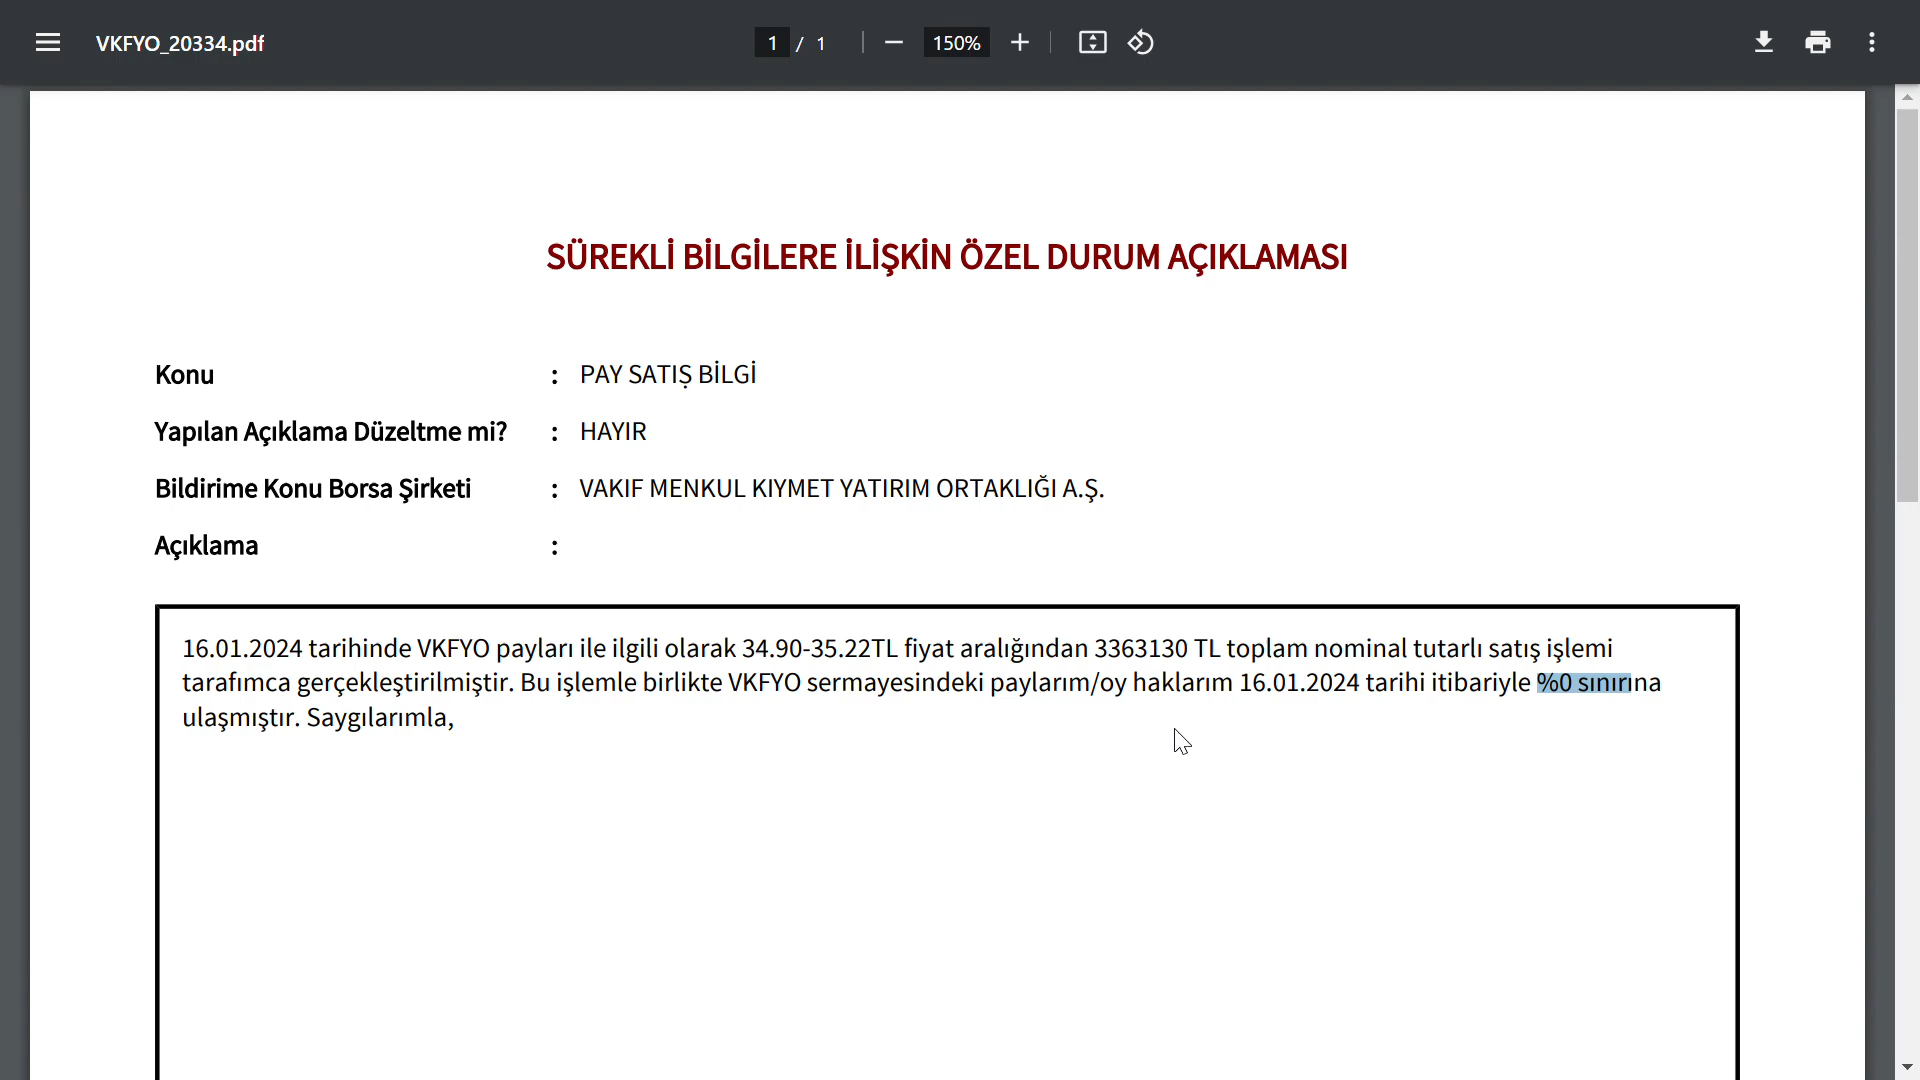 VKFYO_20334.pdf
1 / 1
150%
SÜREKLİ BİLGİLERE İLİŞKİN ÖZEL DURUM AÇIKLAMASI
Konu : PAY SATIŞ BİLGİ
Yapılan Açıklama Düzeltme mi? : HAYIR
Bildirime Konu Borsa Şirketi : VAKIF MENKUL KIYMET YATIRIM ORTAKLIĞI A.Ş.
Açıklama :
16.01.2024 tarihinde VKFYO payları ile ilgili olarak 34.90-35.22TL fiyat aralığından 3363130 TL toplam nominal tutarlı satış işlemi
tarafımca gerçekleştirilmiştir. Bu işlemle birlikte VKFYO sermayesindeki paylarım/oy haklarım 16.01.2024 tarihi itibariyle %0 sınırına
ulaşmıştır. Saygılarımla,